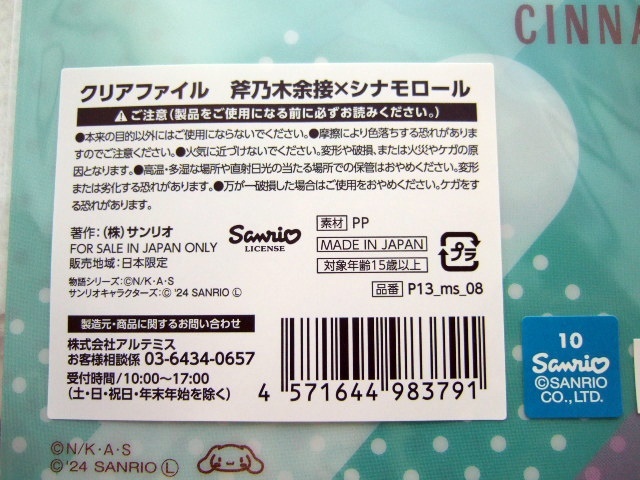 CINNA
クリアファイル 斧乃木余接×シナモロール
⚠ご注意(製品をご使用になる前に必ずお読みください。)
●本来の目的以外にはご使用にならないでください。●摩擦により色落ちする恐れがありま
すのでご注意ください。●火気に近づけないでください。変形や破損、または火災やケガの原
因となります。●高温・多湿な場所や直射日光の当たる場所での保管はおやめください。変形
または劣化する恐れがあります。●万が一破損した場合はご使用をおやめください。ケガをす
る恐れがあります。
著作:(株)サンリオ
FOR SALE IN JAPAN ONLY
販売地域:日本限定
Sanrio
LICENSE
素材 PP
MADE IN JAPAN
対象年齢15歳以上
プラ
物語シリーズ:©N/K・A・S
サンリオキャラクターズ:© '24 SANRIO Ⓛ
品番 P13_ms_08
製造元・商品に関するお問い合わせ
株式会社アルテミス
お客様相談係 03-6434-0657
受付時間/10:00~17:00
(土・日・祝日・年末年始を除く)
4 571644 983791
10
Sanrio
©SANRIO
CO., LTD.
©N/K・A・S
© '24 SANRIO Ⓛ